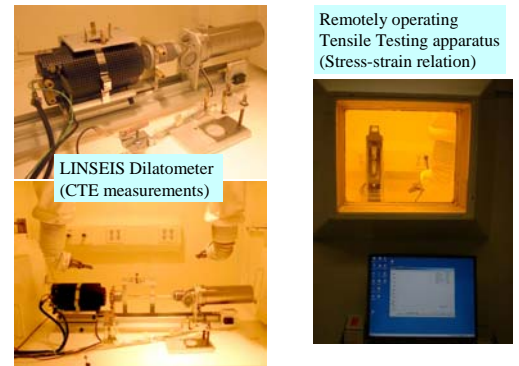 LINSEIS Dilatometer
(CTE measurements)
Remotely operating
Tensile Testing apparatus
(Stress-strain relation)